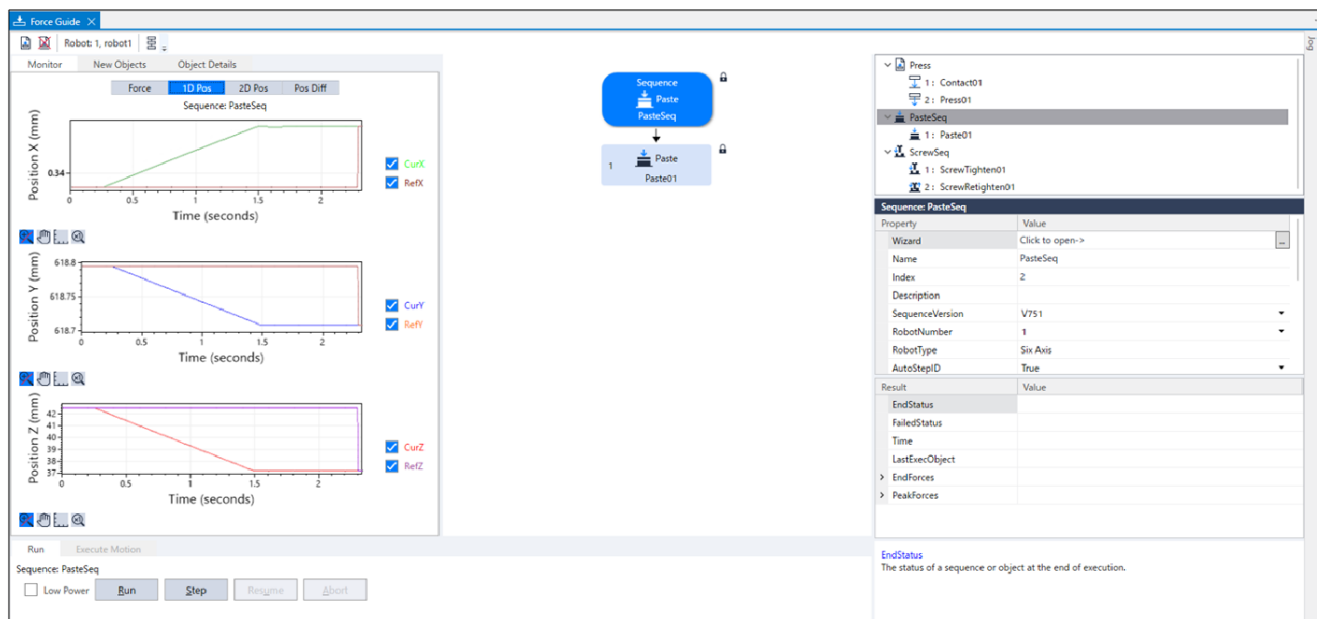 Force Guide
Robot: 1, robot1
Jog
Monitor New Objects Object Details
Force 1D Pos 2D Pos Pos Diff
Sequence: PasteSeq
Position X (mm)
0.34
CurX
RefX
0 0.5 1 1.5 2
Time (seconds)
Position Y (mm)
618.8
618.75
618.7
CurY
RefY
0 0.5 1 1.5 2
Time (seconds)
Position Z (mm)
42
41
40
39
38
37
CurZ
RefZ
0 0.5 1 1.5 2
Time (seconds)
Run Execute Motion
Sequence: PasteSeq
Low Power Run Step Resume Abort
Sequence
Paste
PasteSeq
1 Paste
Paste01
Press
1: Contact01
2: Press01
PasteSeq
1: Paste01
ScrewSeq
1: ScrewTighten01
2: ScrewRetighten01
Sequence: PasteSeq
Property Value
Wizard Click to open-> ...
Name PasteSeq
Index 2
Description
SequenceVersion V751
RobotNumber 1
RobotType Six Axis
AutoStepID True
Result Value
EndStatus
FailedStatus
Time
LastExecObject
EndForces
PeakForces
EndStatus
The status of a sequence or object at the end of execution.